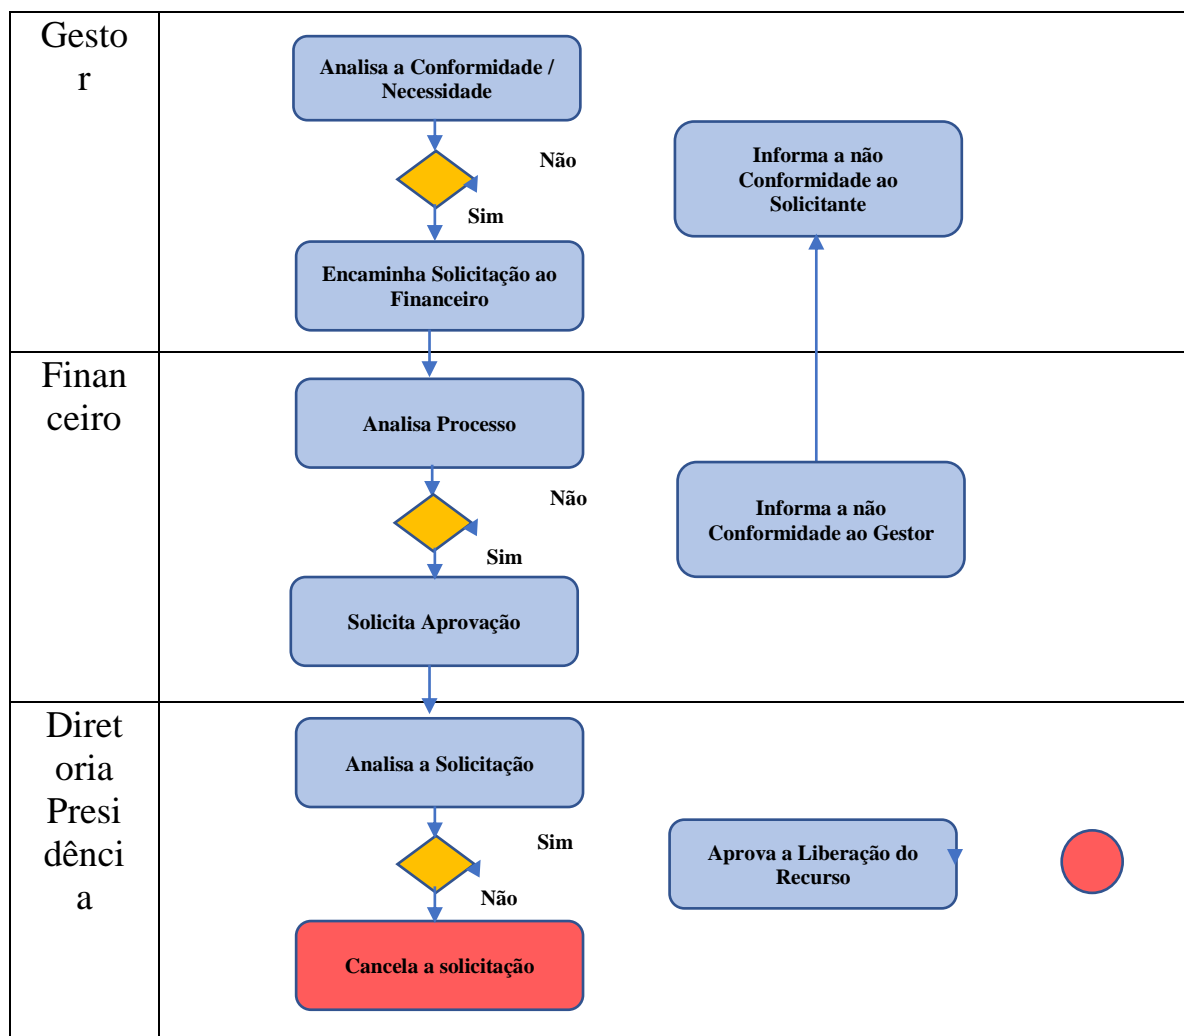 Gesto
r
Analisa a Conformidade /
Necessidade
Não
Sim
Informa a não
Conformidade ao
Solicitante
Encaminha Solicitação ao
Financeiro
Finan
ceiro
Analisa Processo
Não
Sim
Informa a não
Conformidade ao Gestor
Solicita Aprovação
Diret
oria
Presi
dênci
a
Analisa a Solicitação
Sim
Não
Aprova a Liberação do
Recurso
Cancela a solicitação